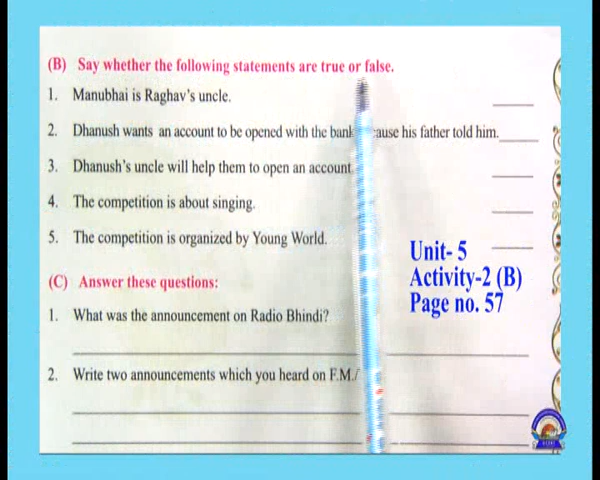 (B) Say whether the following statements are true or false.
1. Manubhai is Raghav's uncle.
2. Dhanush wants an account to be opened with the bank ause his father told him.
3. Dhanush's uncle will help them to open an account
4. The competition is about singing.
5. The competition is organized by Young World.
Unit- 5
Activity-2 (B)
Page no. 57
(C) Answer these questions:
1. What was the announcement on Radio Bhindi?
2. Write two announcements which you heard on F.M./